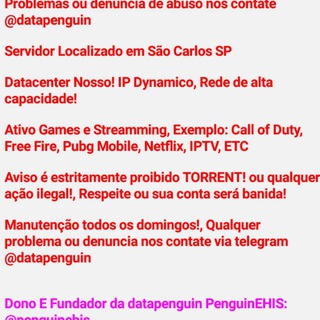 Problemas ou denuncia de abuso nos contate
@datapenguin
Servidor Localizado em São Carlos SP
Datacenter Nosso! IP Dynamico, Rede de alta
capacidade!
Ativo Games e Streamming, Exemplo: Call of Duty,
Free Fire, Pubg Mobile, Netflix, IPTV, ETC
Aviso é estritamente proibido TORRENT! ou qualquer
ação ilegal!, Respeite ou sua conta será banida!
Manutenção todos os domingos!, Qualquer
problema ou denuncia nos contate via telegram
@datapenguin
Dono E Fundador da datapenguin PenguinEHIS:
@penguinehis